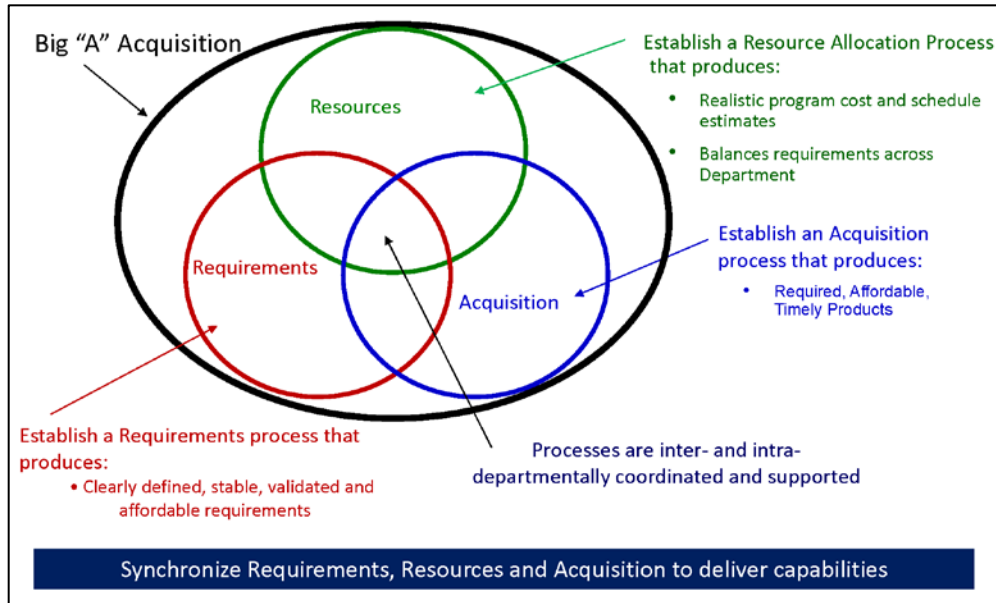 Big “A” Acquisition
Resources
Requirements
Acquisition
Establish a Resource Allocation Process
that produces:
• Realistic program cost and schedule
estimates
• Balances requirements across
Department
Establish an Acquisition
process that produces:
• Required, Affordable,
Timely Products
Establish a Requirements process that
produces:
• Clearly defined, stable, validated and
affordable requirements
Processes are inter- and intra-
departmentally coordinated and supported
Synchronize Requirements, Resources and Acquisition to deliver capabilities